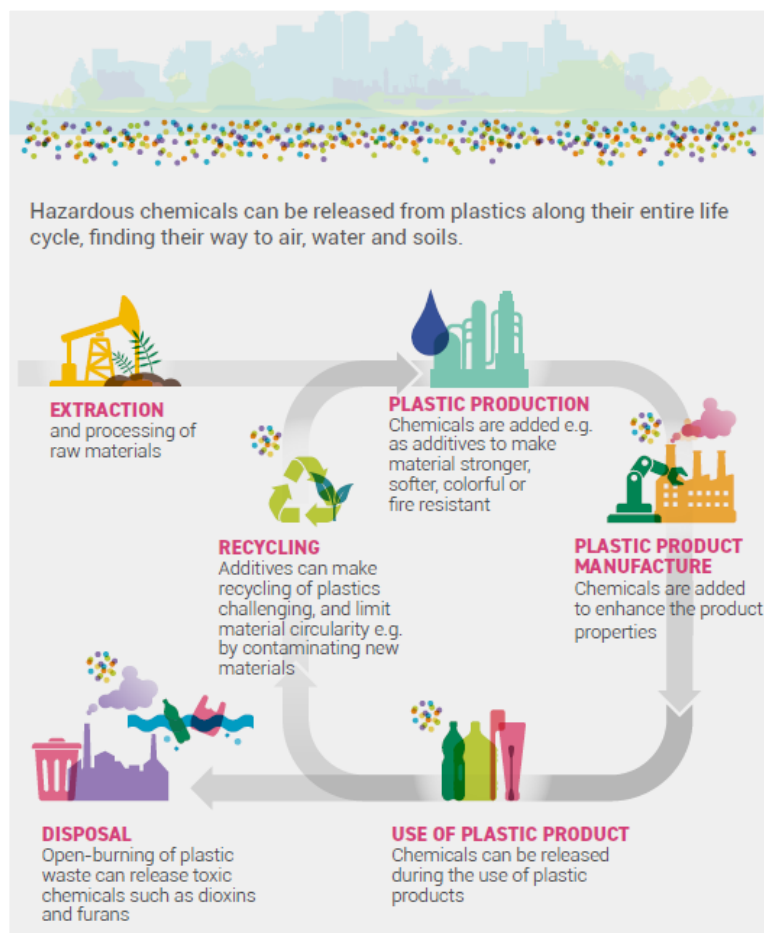 Hazardous chemicals can be released from plastics along their entire life
cycle, finding their way to air, water and soils.
EXTRACTION
and processing of
raw materials
PLASTIC PRODUCTION
Chemicals are added e.g.
as additives to make
material stronger,
softer, colorful or
fire resistant
PLASTIC PRODUCT
MANUFACTURE
Chemicals are added
to enhance the product
properties
RECYCLING
Additives can make
recycling of plastics
challenging, and limit
material circularity e.g.
by contaminating new
materials
DISPOSAL
Open-burning of plastic
waste can release toxic
chemicals such as dioxins
and furans
USE OF PLASTIC PRODUCT
Chemicals can be released
during the use of plastic
products